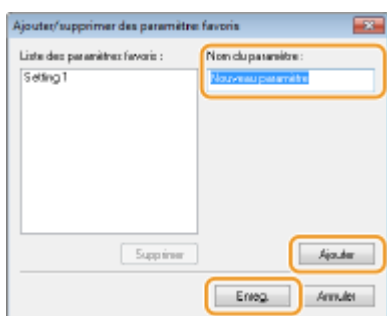 Ajouter/supprimer des paramètre favoris
Liste des paramètres favoris :
Setting 1
Supprimer
Nom du paramètre :
Nouveau paramètre
Ajouter
Enreg.
Annuler